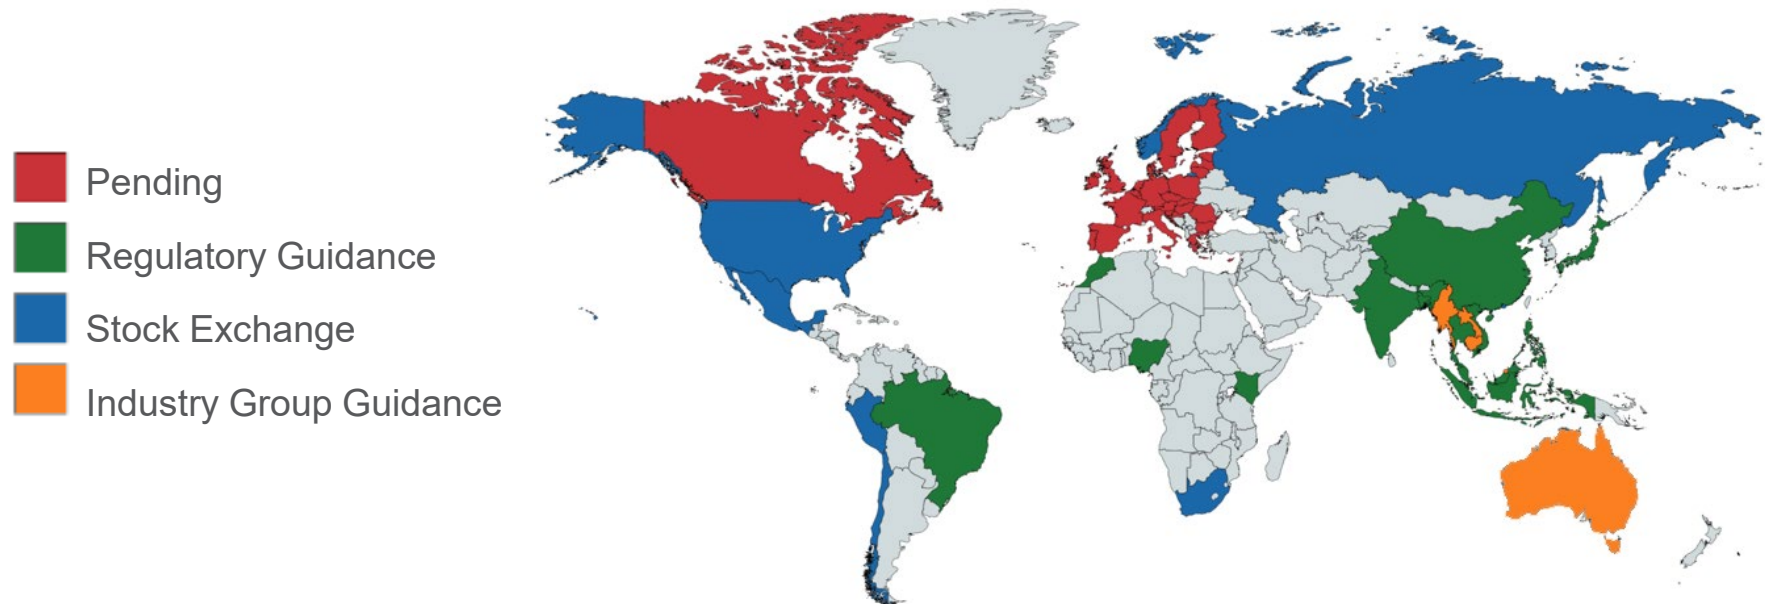 Pending
Regulatory Guidance
Stock Exchange
Industry Group Guidance